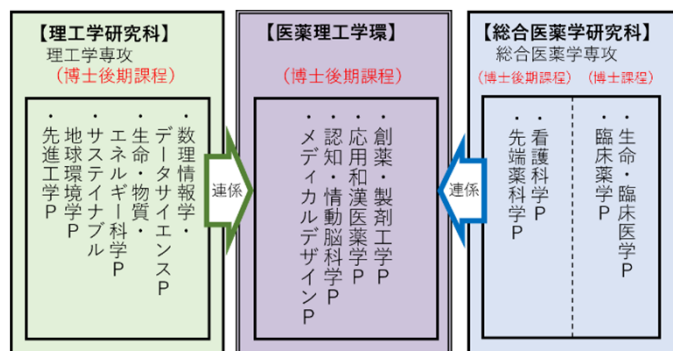 【理工学研究科】
理工学専攻
(博士後期課程)
・数理情報学・
データサイエンスP
・生命・物質・
エネルギー科学P
・サステイナブル
地球環境学P
・先進工学P
連係
【医薬理工学環】
(博士後期課程)
・創薬・製剤工学P
・応用和漢医薬学P
・認知・情動脳科学P
・メディカルデザインP
連係
【総合医薬学研究科】
総合医薬学専攻
(博士後期課程)
(博士課程)
・看護科学P
・先端薬科学P
・生命・臨床医学P
・臨床薬学P